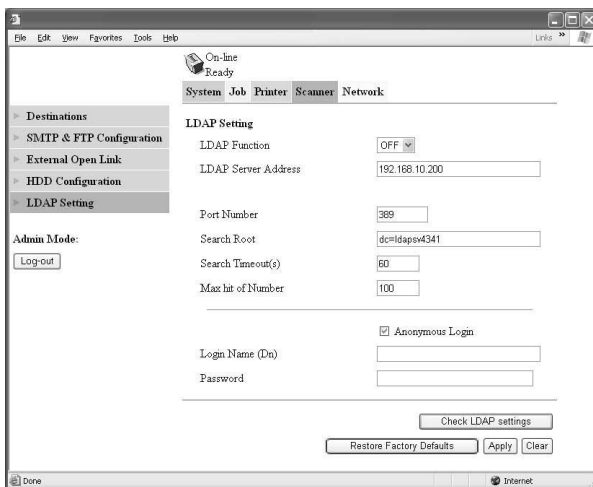 File Edit View Favorites Tools Help Links »
On-line
Ready
System Job Printer Scanner Network
Destinations
SMTP & FTP Configuration
External Open Link
HDD Configuration
LDAP Setting
Admin Mode:
Log-out
LDAP Setting
LDAP Function OFF
LDAP Server Address 192.168.10.200
Port Number 389
Search Root dc=ldapsv4341
Search Timeout(s) 60
Max hit of Number 100
Anonymous Login
Login Name (Dn)
Password
Check LDAP settings
Restore Factory Defaults Apply Clear
Done Internet